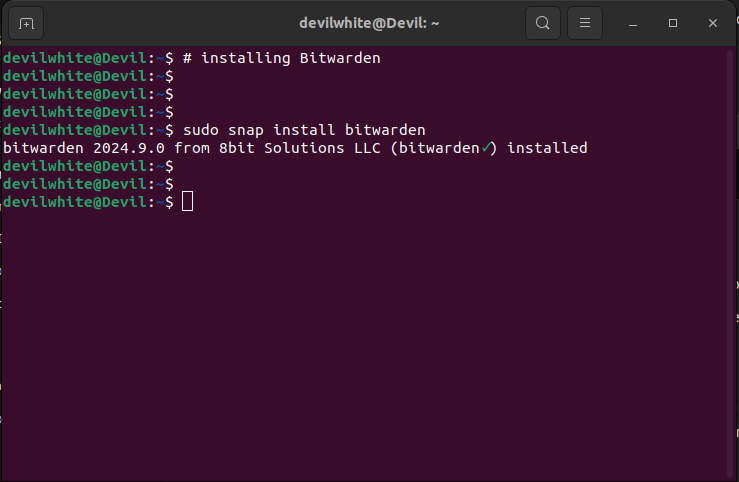 devilwhite@Devil: ~
devilwhite@Devil:~$ # installing Bitwarden
devilwhite@Devil:~$
devilwhite@Devil:~$
devilwhite@Devil:~$
devilwhite@Devil:~$ sudo snap install bitwarden
bitwarden 2024.9.0 from 8bit Solutions LLC (bitwarden✓) installed
devilwhite@Devil:~$
devilwhite@Devil:~$
devilwhite@Devil:~$